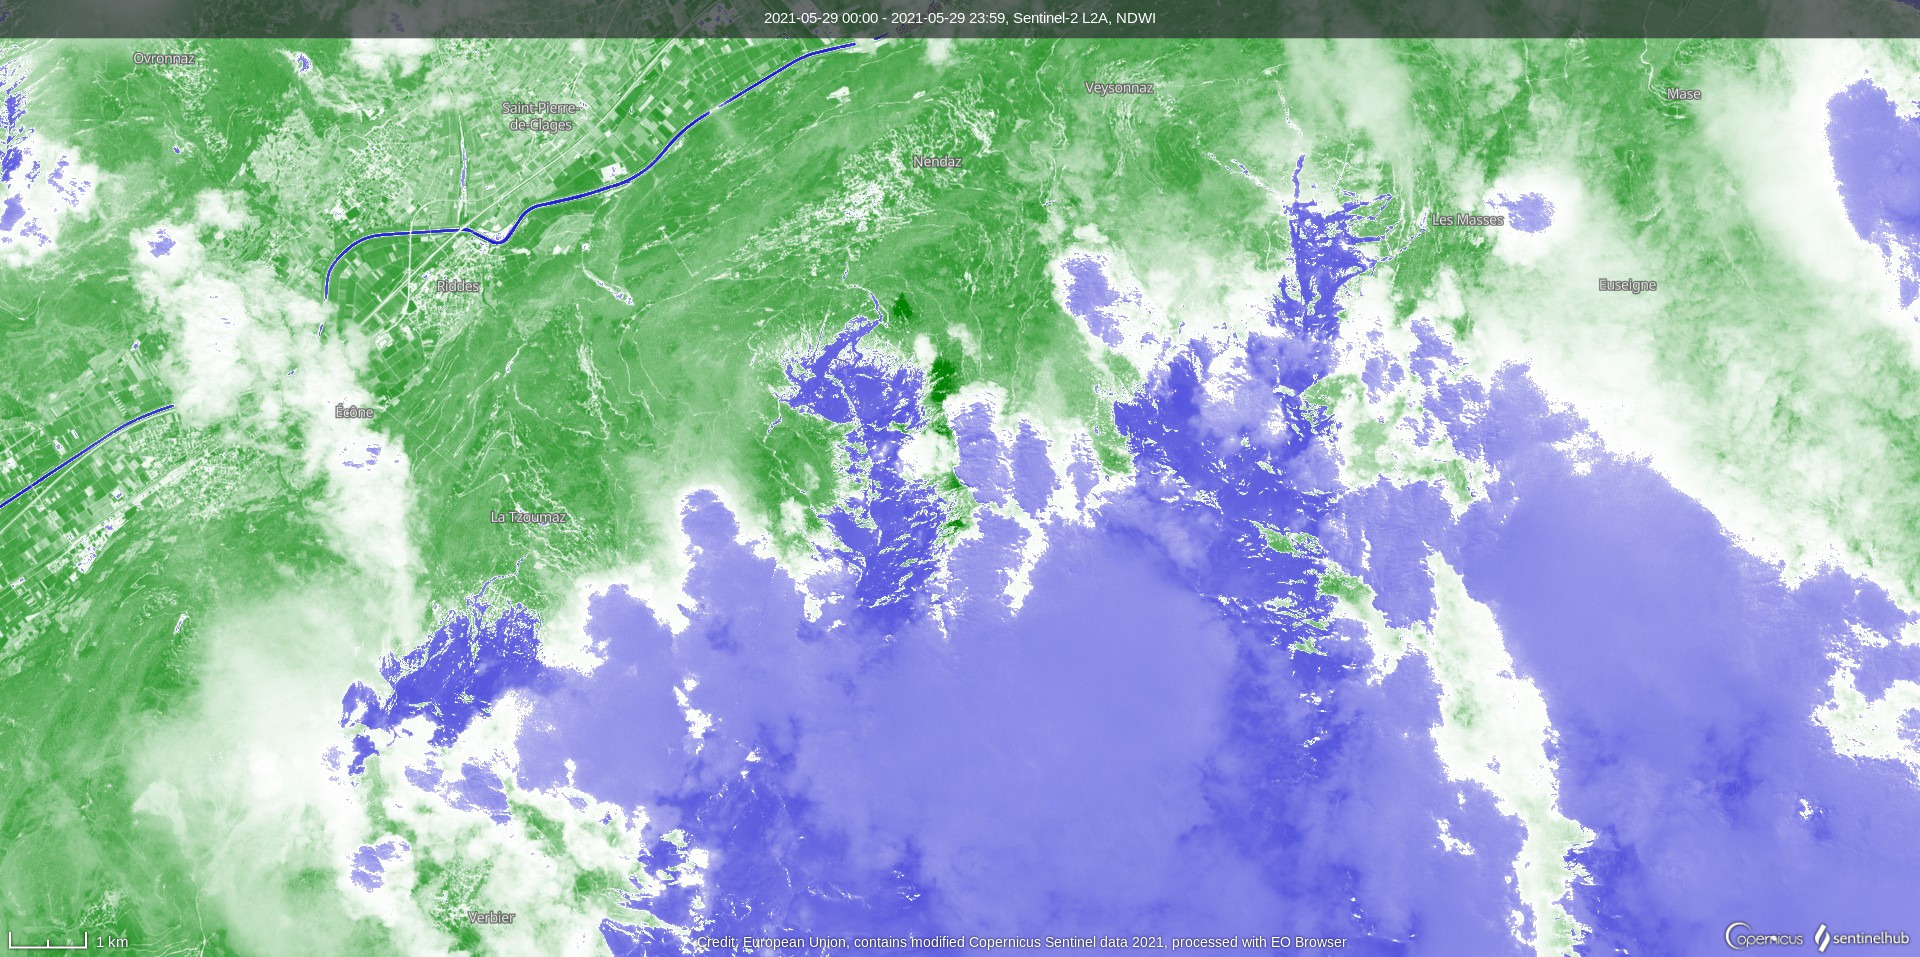 2021-05-29 00:00 - 2021-05-29 23:59, Sentinel-2 L2A, NDWI
Ovronnaz
Veysonnaz
Mase
Saint-Pierre-
de-Clages
Nendaz
Les Masses
Riddes
Euseigne
Écône
La Tzoumaz
Verbier
1 km
Credit: European Union, contains modified Copernicus Sentinel data 2021, processed with EO Browser
opernicus
sentinelhub